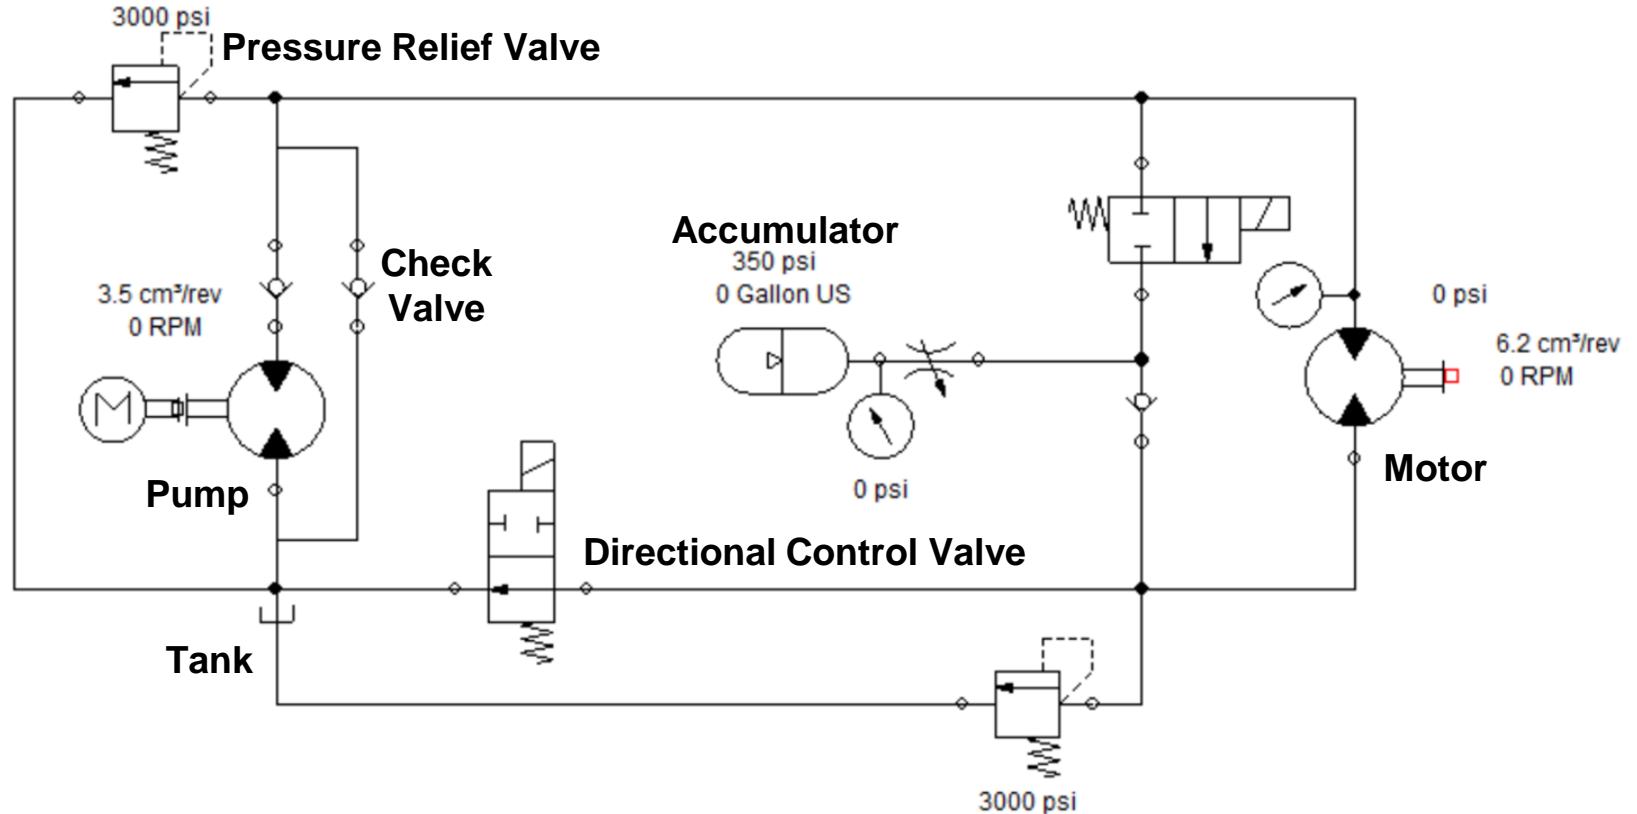 3000 psi
Pressure Relief Valve
Accumulator
350 psi
0 Gallon US
Check
Valve
3.5 cm³/rev
0 RPM
0 psi
6.2 cm³/rev
0 RPM
M
Motor
Pump
0 psi
Directional Control Valve
Tank
3000 psi